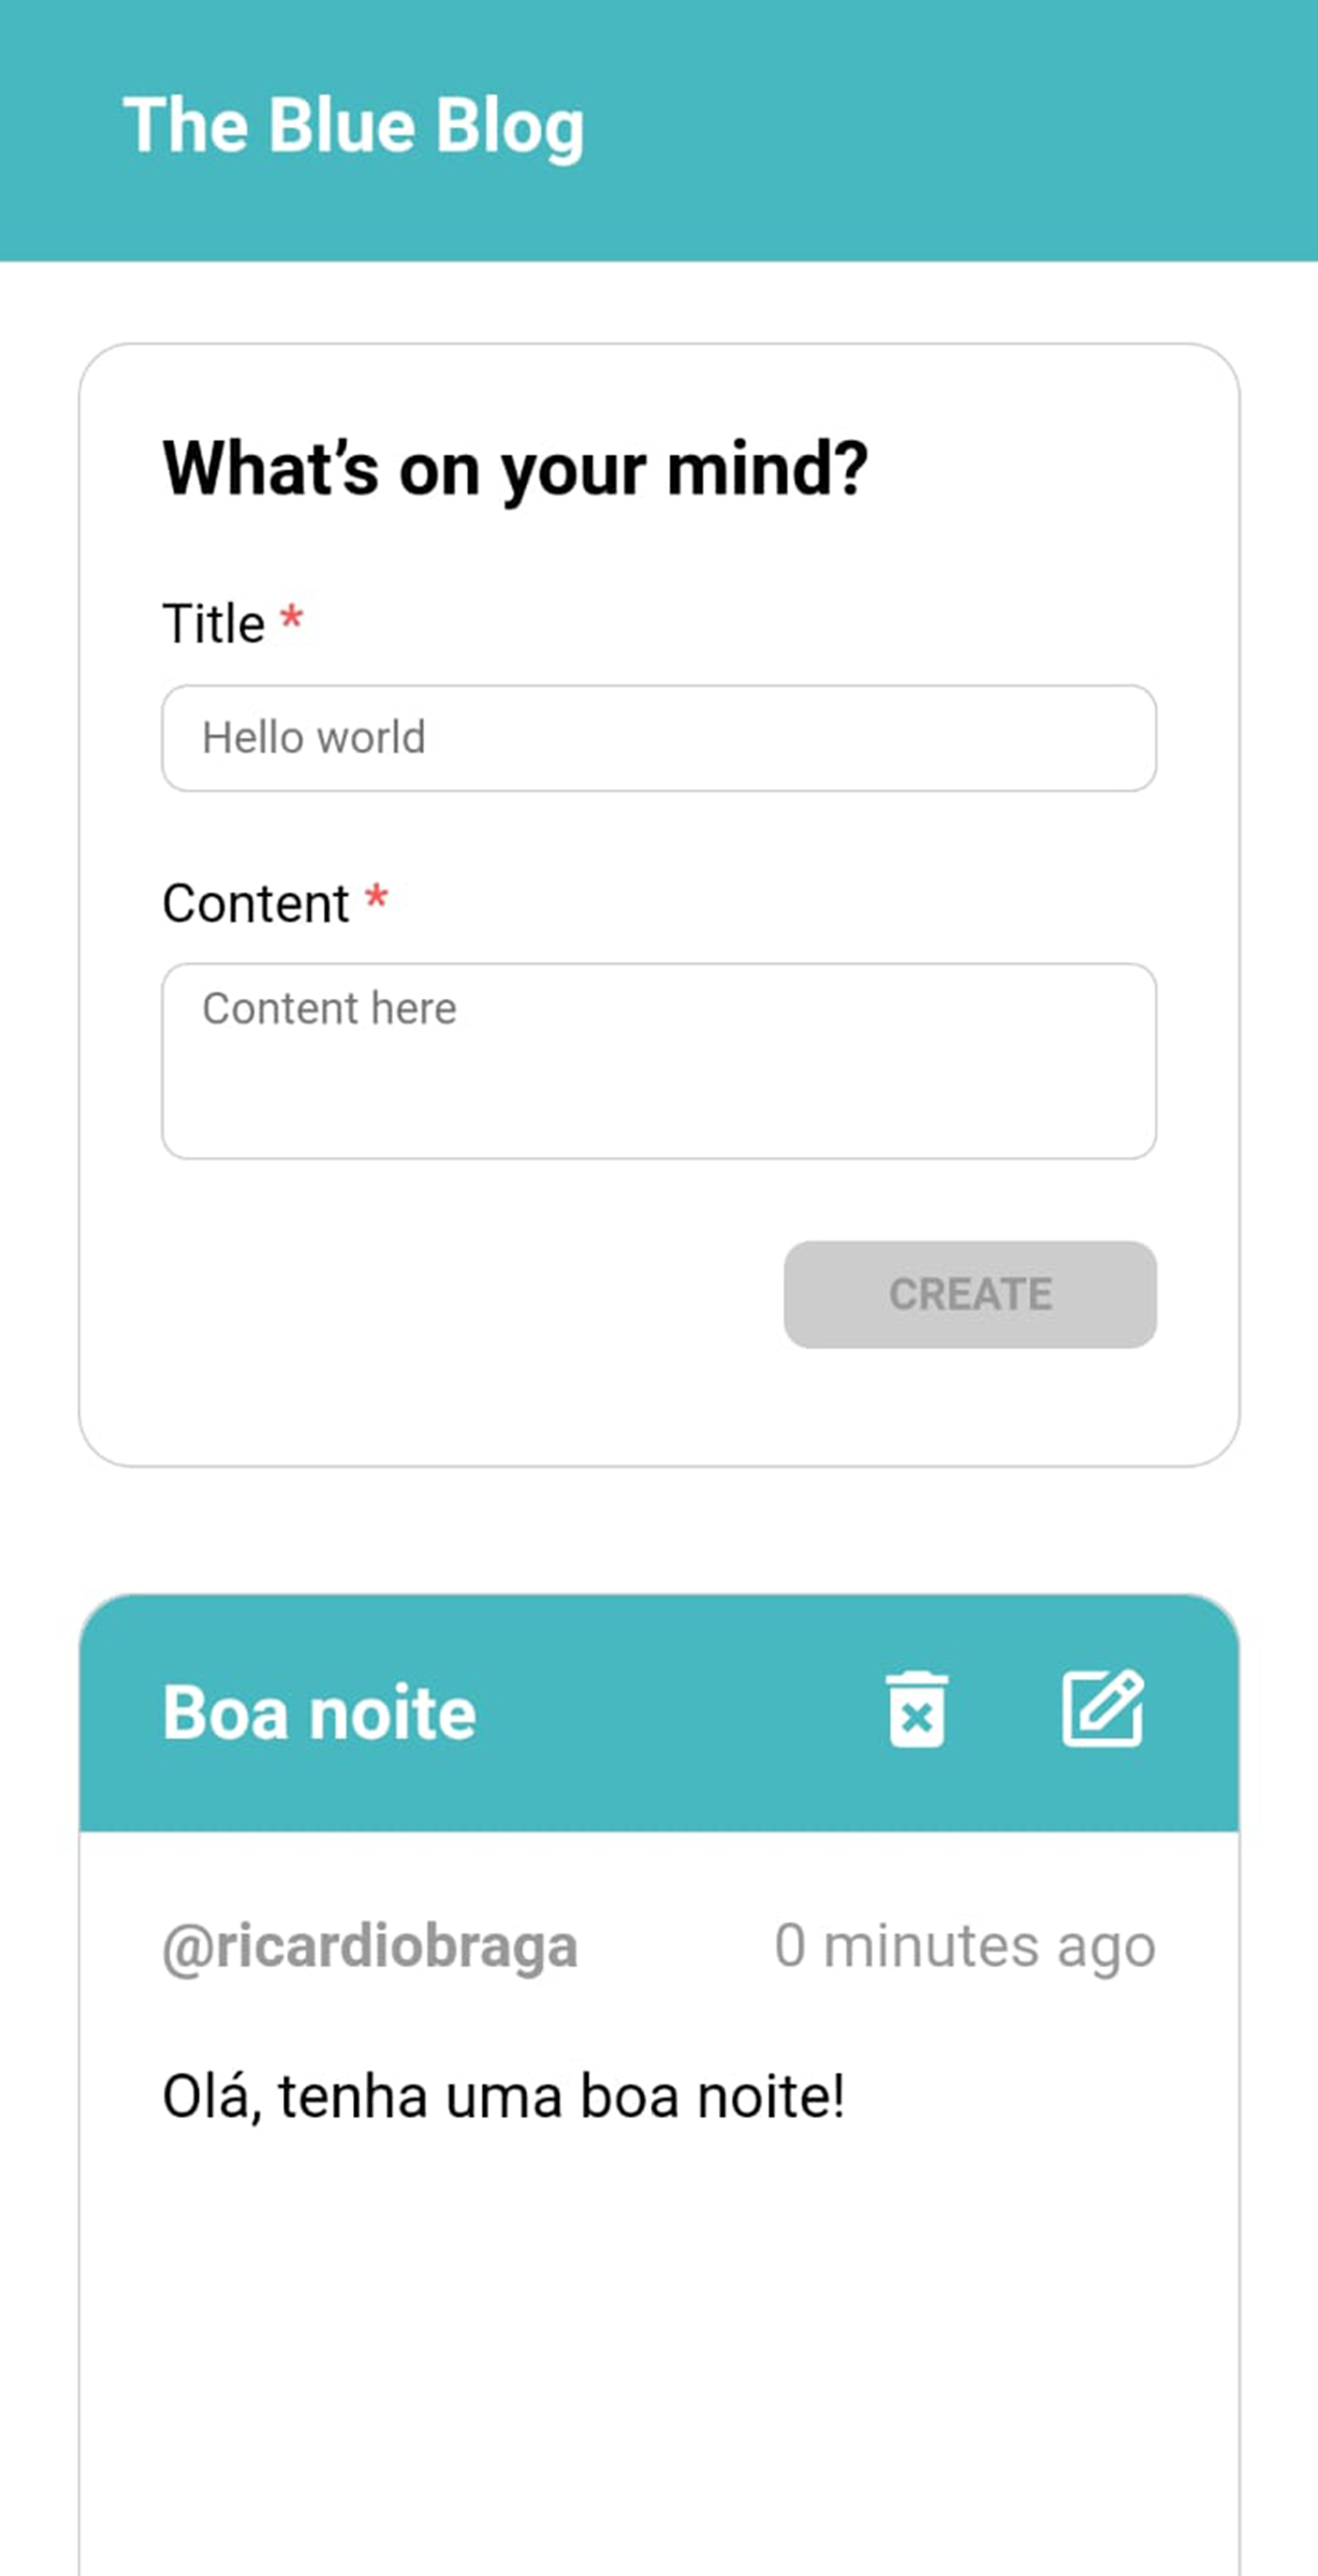 The Blue Blog
What’s on your mind?
Title *
Hello world
Content *
Content here
CREATE
Boa noite
@ricardiobraga 0 minutes ago
Olá, tenha uma boa noite!